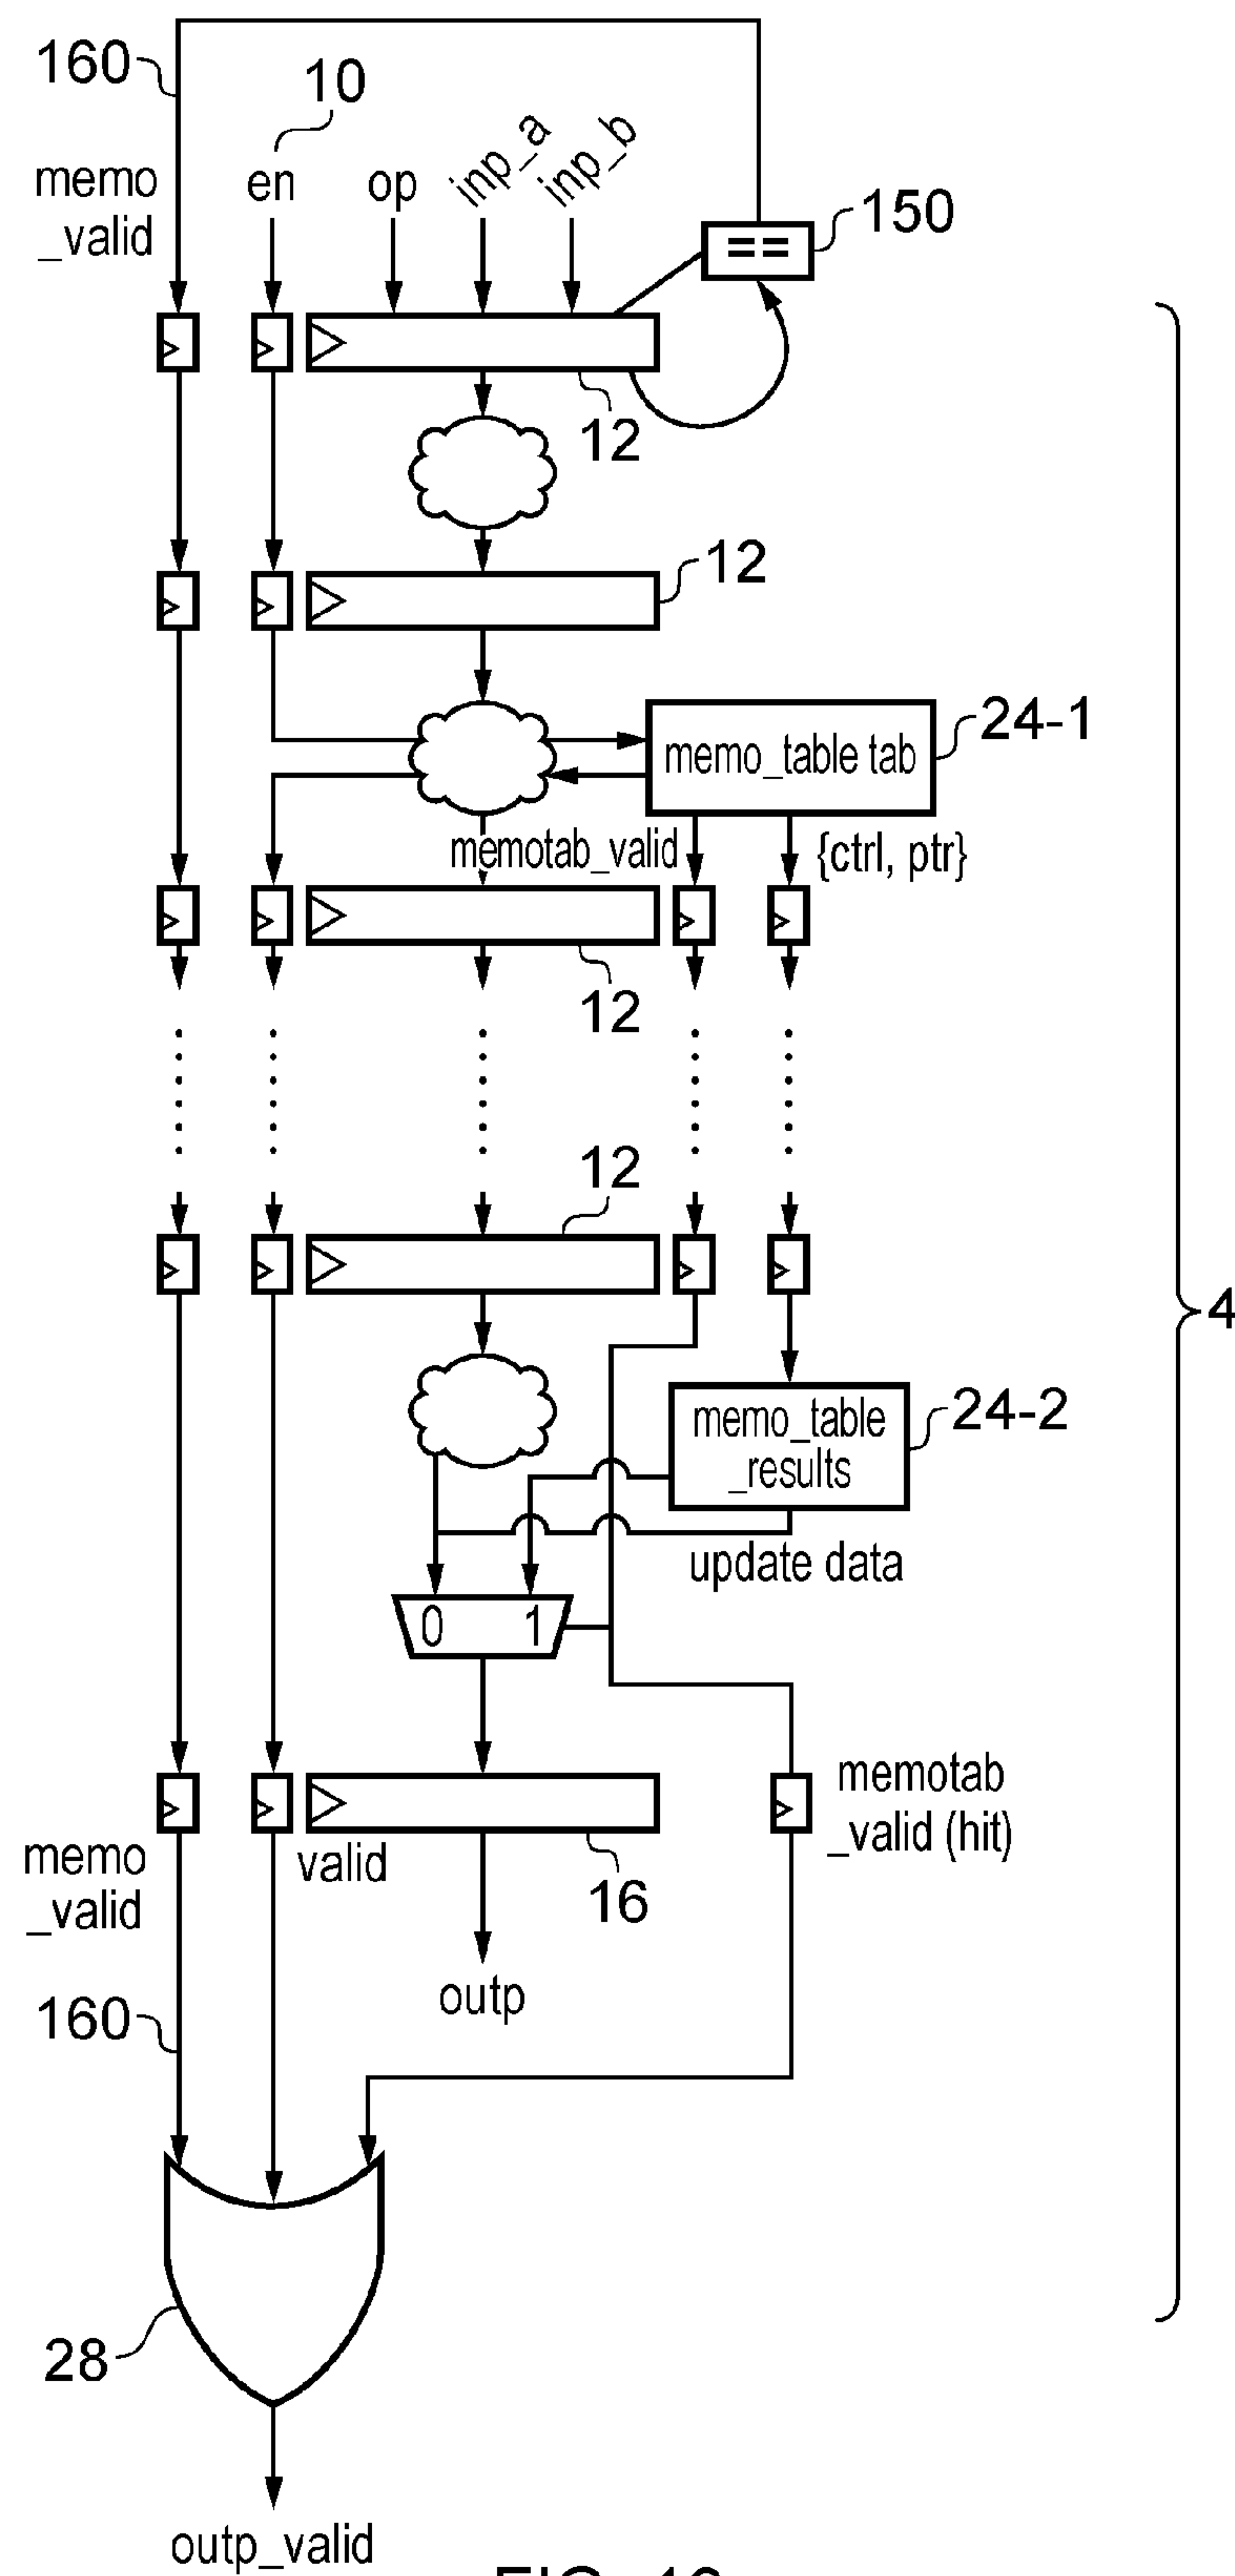 160
10
memo
_valid
en
op
inp_a
inp_b
150
==
12
12
24-1
memo_table tab
memotab_valid
{ctrl, ptr}
12
12
4
24-2
memo_table
_results
update data
0
1
memotab
_valid (hit)
memo
_valid
valid
16
outp
160
28
outp_valid
FIG.